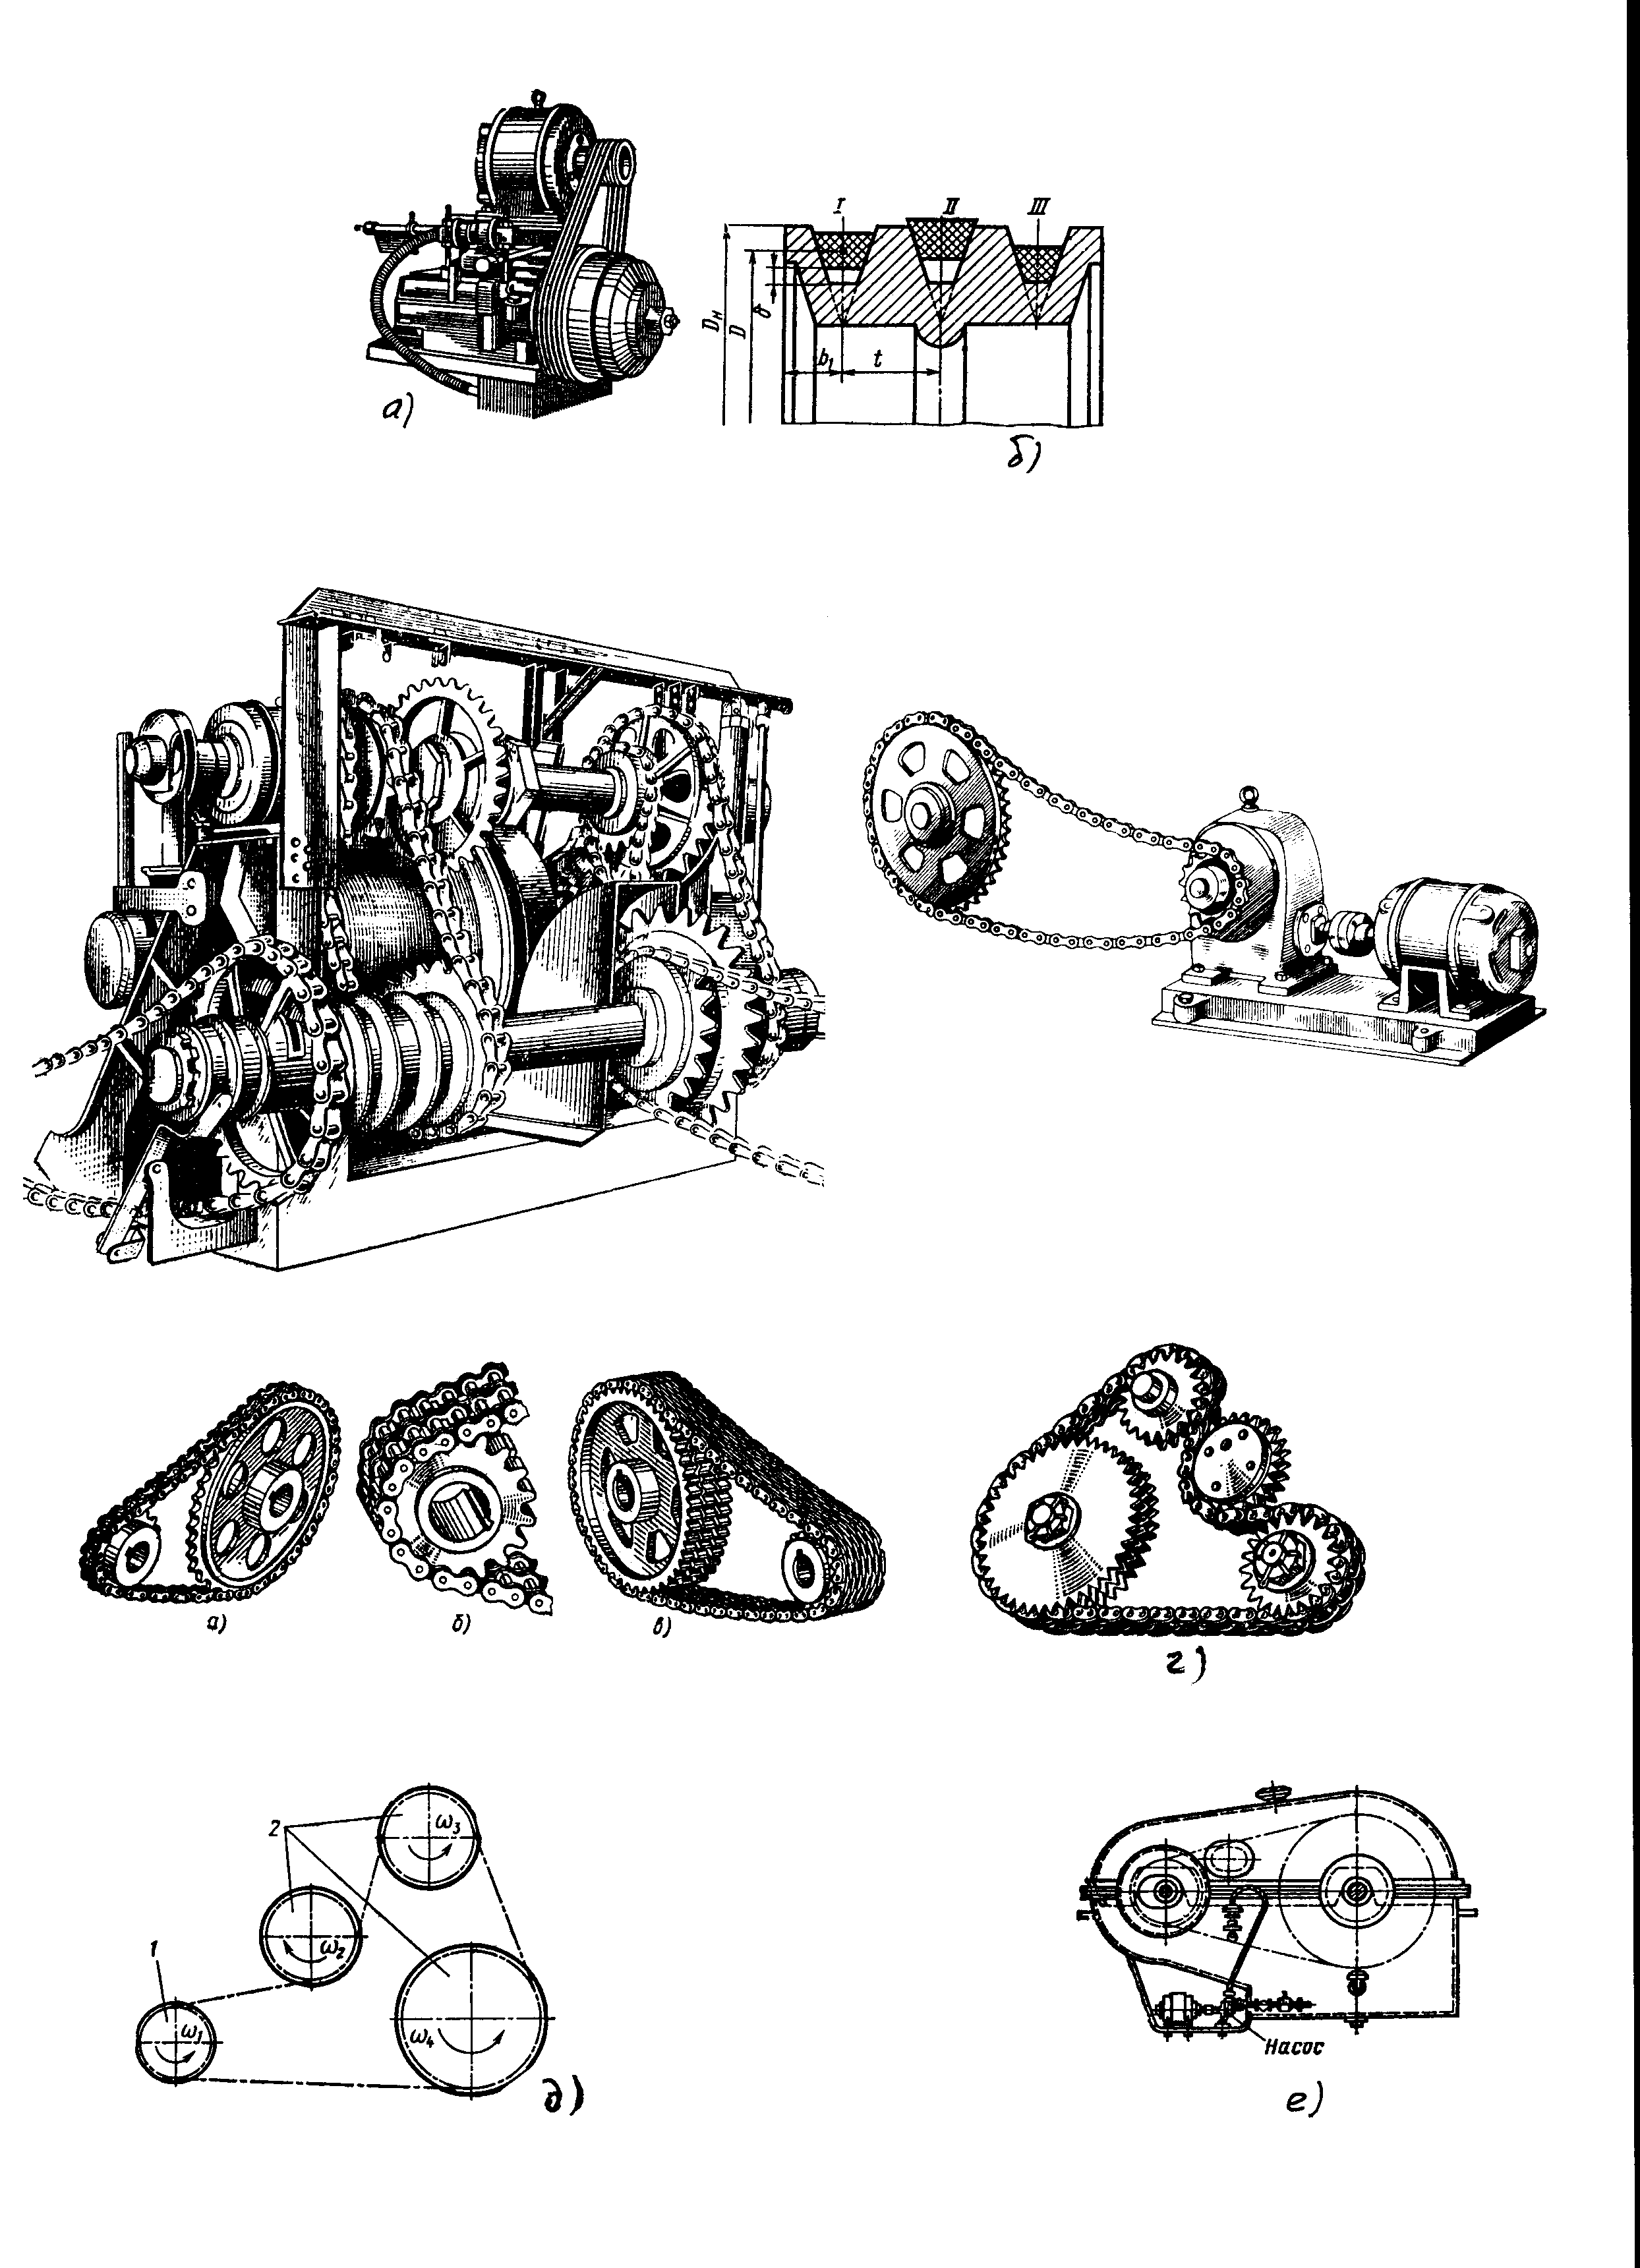 I II III
Dн D в
b₁ t
а)
б)
а) б) в)
г)
2 ω₃
1 ω₂
ω₁ ω₄
д)
Насос
е)